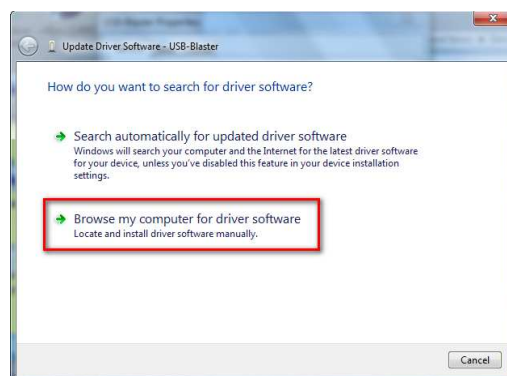 USB-Blaster Properties
Update Driver Software - USB-Blaster
How do you want to search for driver software?
Search automatically for updated driver software
Windows will search your computer and the Internet for the latest driver software
for your device, unless you've disabled this feature in your device installation
settings.
Browse my computer for driver software
Locate and install driver software manually.
Cancel